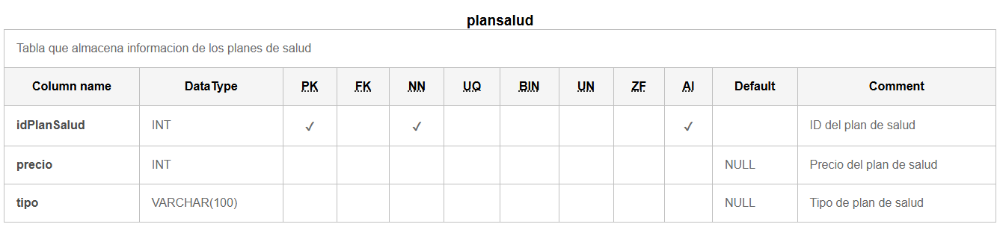 plansalud
Tabla que almacena informacion de los planes de salud
Column name DataType PK FK NN UQ BIN UN ZF AI Default Comment
idPlanSalud INT ✓ ✓ ✓ ID del plan de salud
precio INT NULL Precio del plan de salud
tipo VARCHAR(100) NULL Tipo de plan de salud